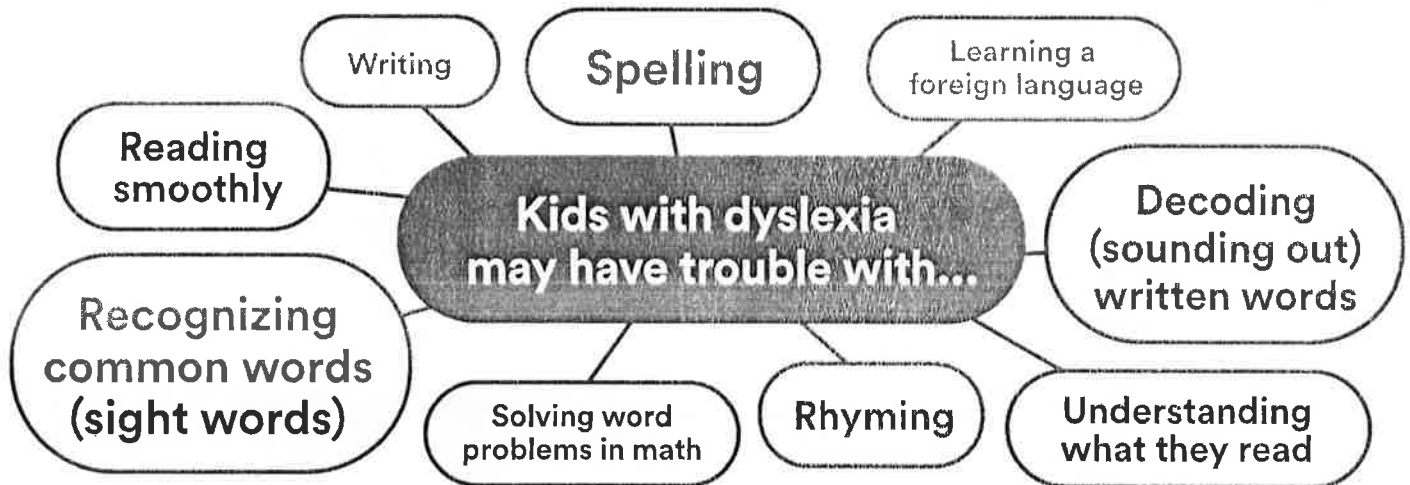 Writing
Spelling
Learning a
foreign language
Reading
smoothly
Kids with dyslexia
may have trouble with...
Decoding
(sounding out)
written words
Recognizing
common words
(sight words)
Solving word
problems in math
Rhyming
Understanding
what they read